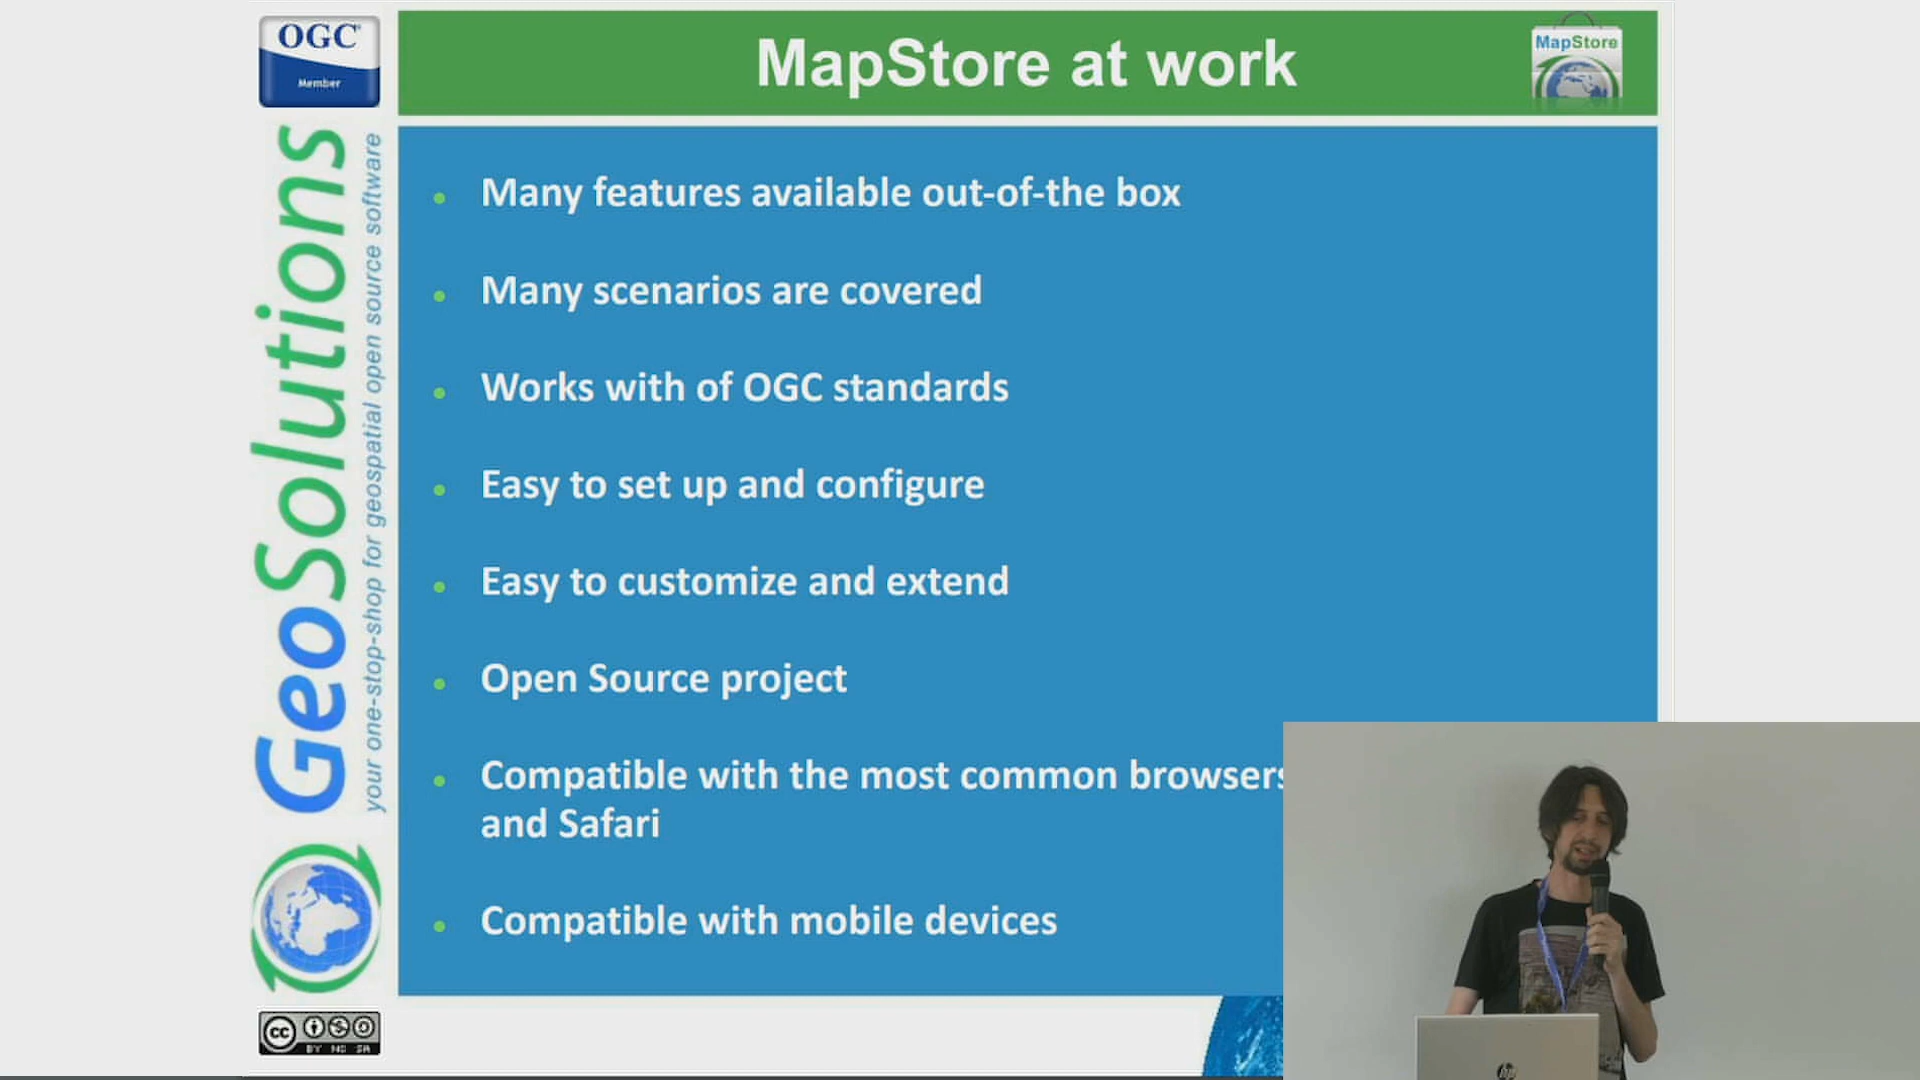 OGC
Member
MapStore at work
MapStore
GeoSolutions
your one-stop-shop for geospatial open source software
Many features available out-of-the box
Many scenarios are covered
Works with of OGC standards
Easy to set up and configure
Easy to customize and extend
Open Source project
Compatible with the most common browsers
and Safari
Compatible with mobile devices
cc
BY NC SA
hp